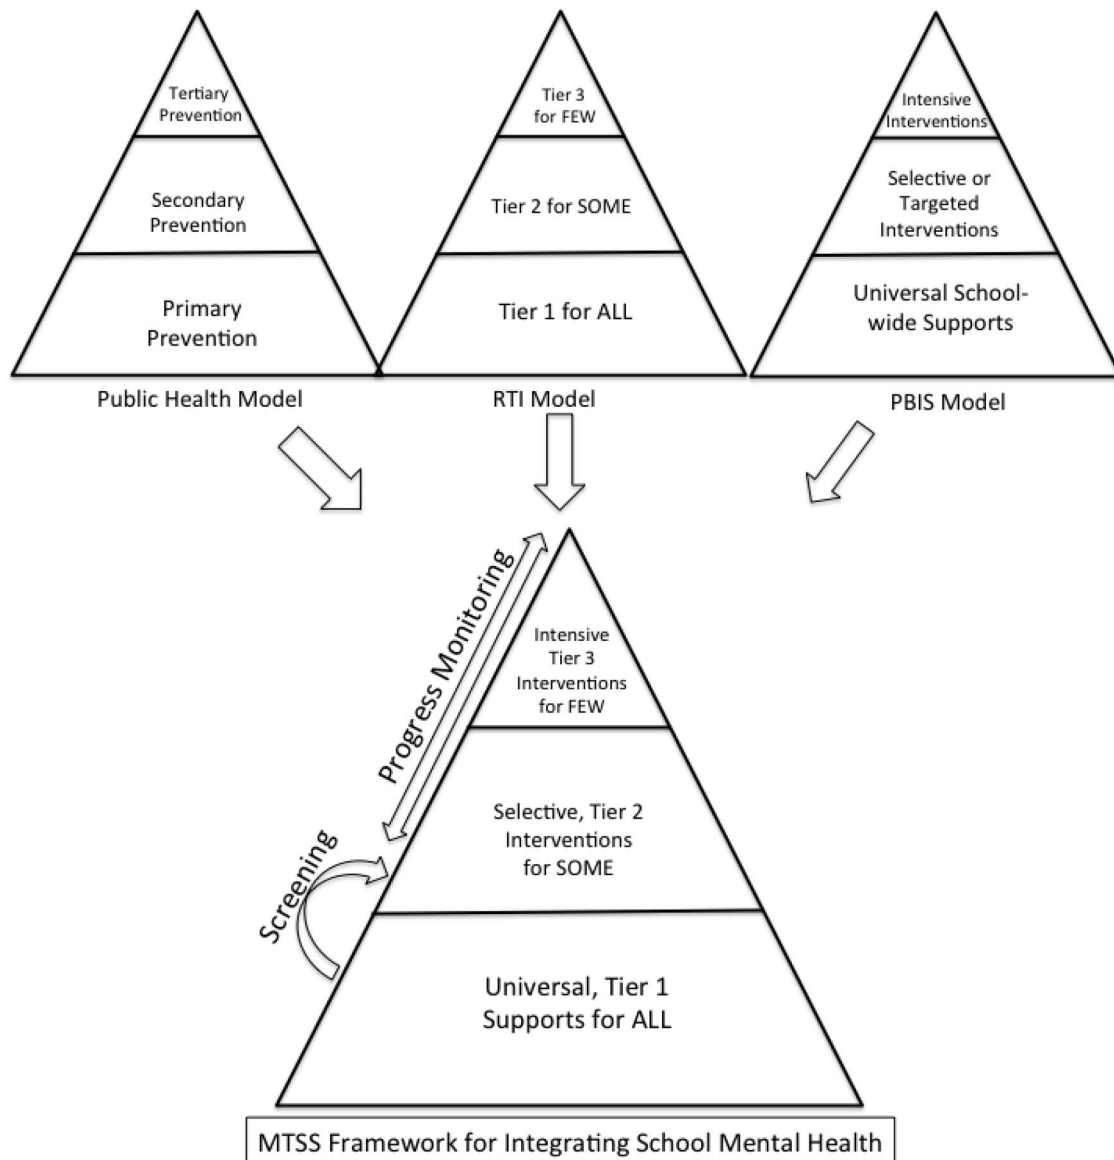 Tertiary
Prevention
Secondary
Prevention
Primary
Prevention
Public Health Model
Tier 3
for FEW
Tier 2 for SOME
Tier 1 for ALL
RTI Model
Intensive
Interventions
Selective or
Targeted
Interventions
Universal School-
wide Supports
PBIS Model
Progress Monitoring
Screening
Intensive
Tier 3
Interventions
for FEW
Selective, Tier 2
Interventions
for SOME
Universal, Tier 1
Supports for ALL
MTSS Framework for Integrating School Mental Health